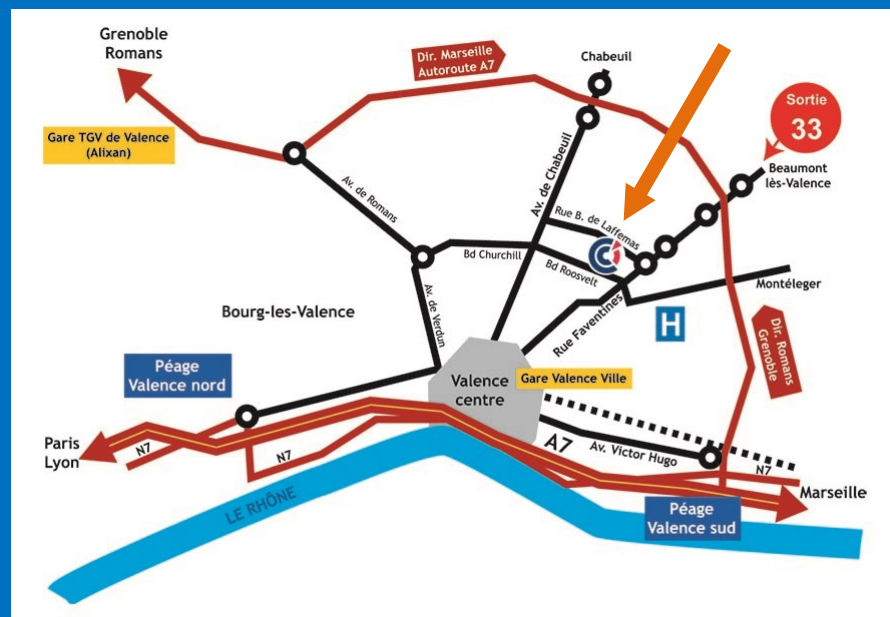 Grenoble
Romans
Dir. Marseille
Autoroute A7
Chabeuil
Sortie
33
Gare TGV de Valence
(Alixan)
Beaumont
lès-Valence
Av. de Romans
Av. de Chabeuil
Rue B. de Laffemas
Bd Churchill
Bd Roosvelt
Montéleger
Av. de Verdun
Rue Faventines
H
Bourg-les-Valence
Dir. Romans
Grenoble
Péage
Valence nord
Valence
centre
Gare Valence Ville
Paris
Lyon
N7
N7
A7
Av. Victor Hugo
N7
Marseille
LE RHÔNE
Péage
Valence sud